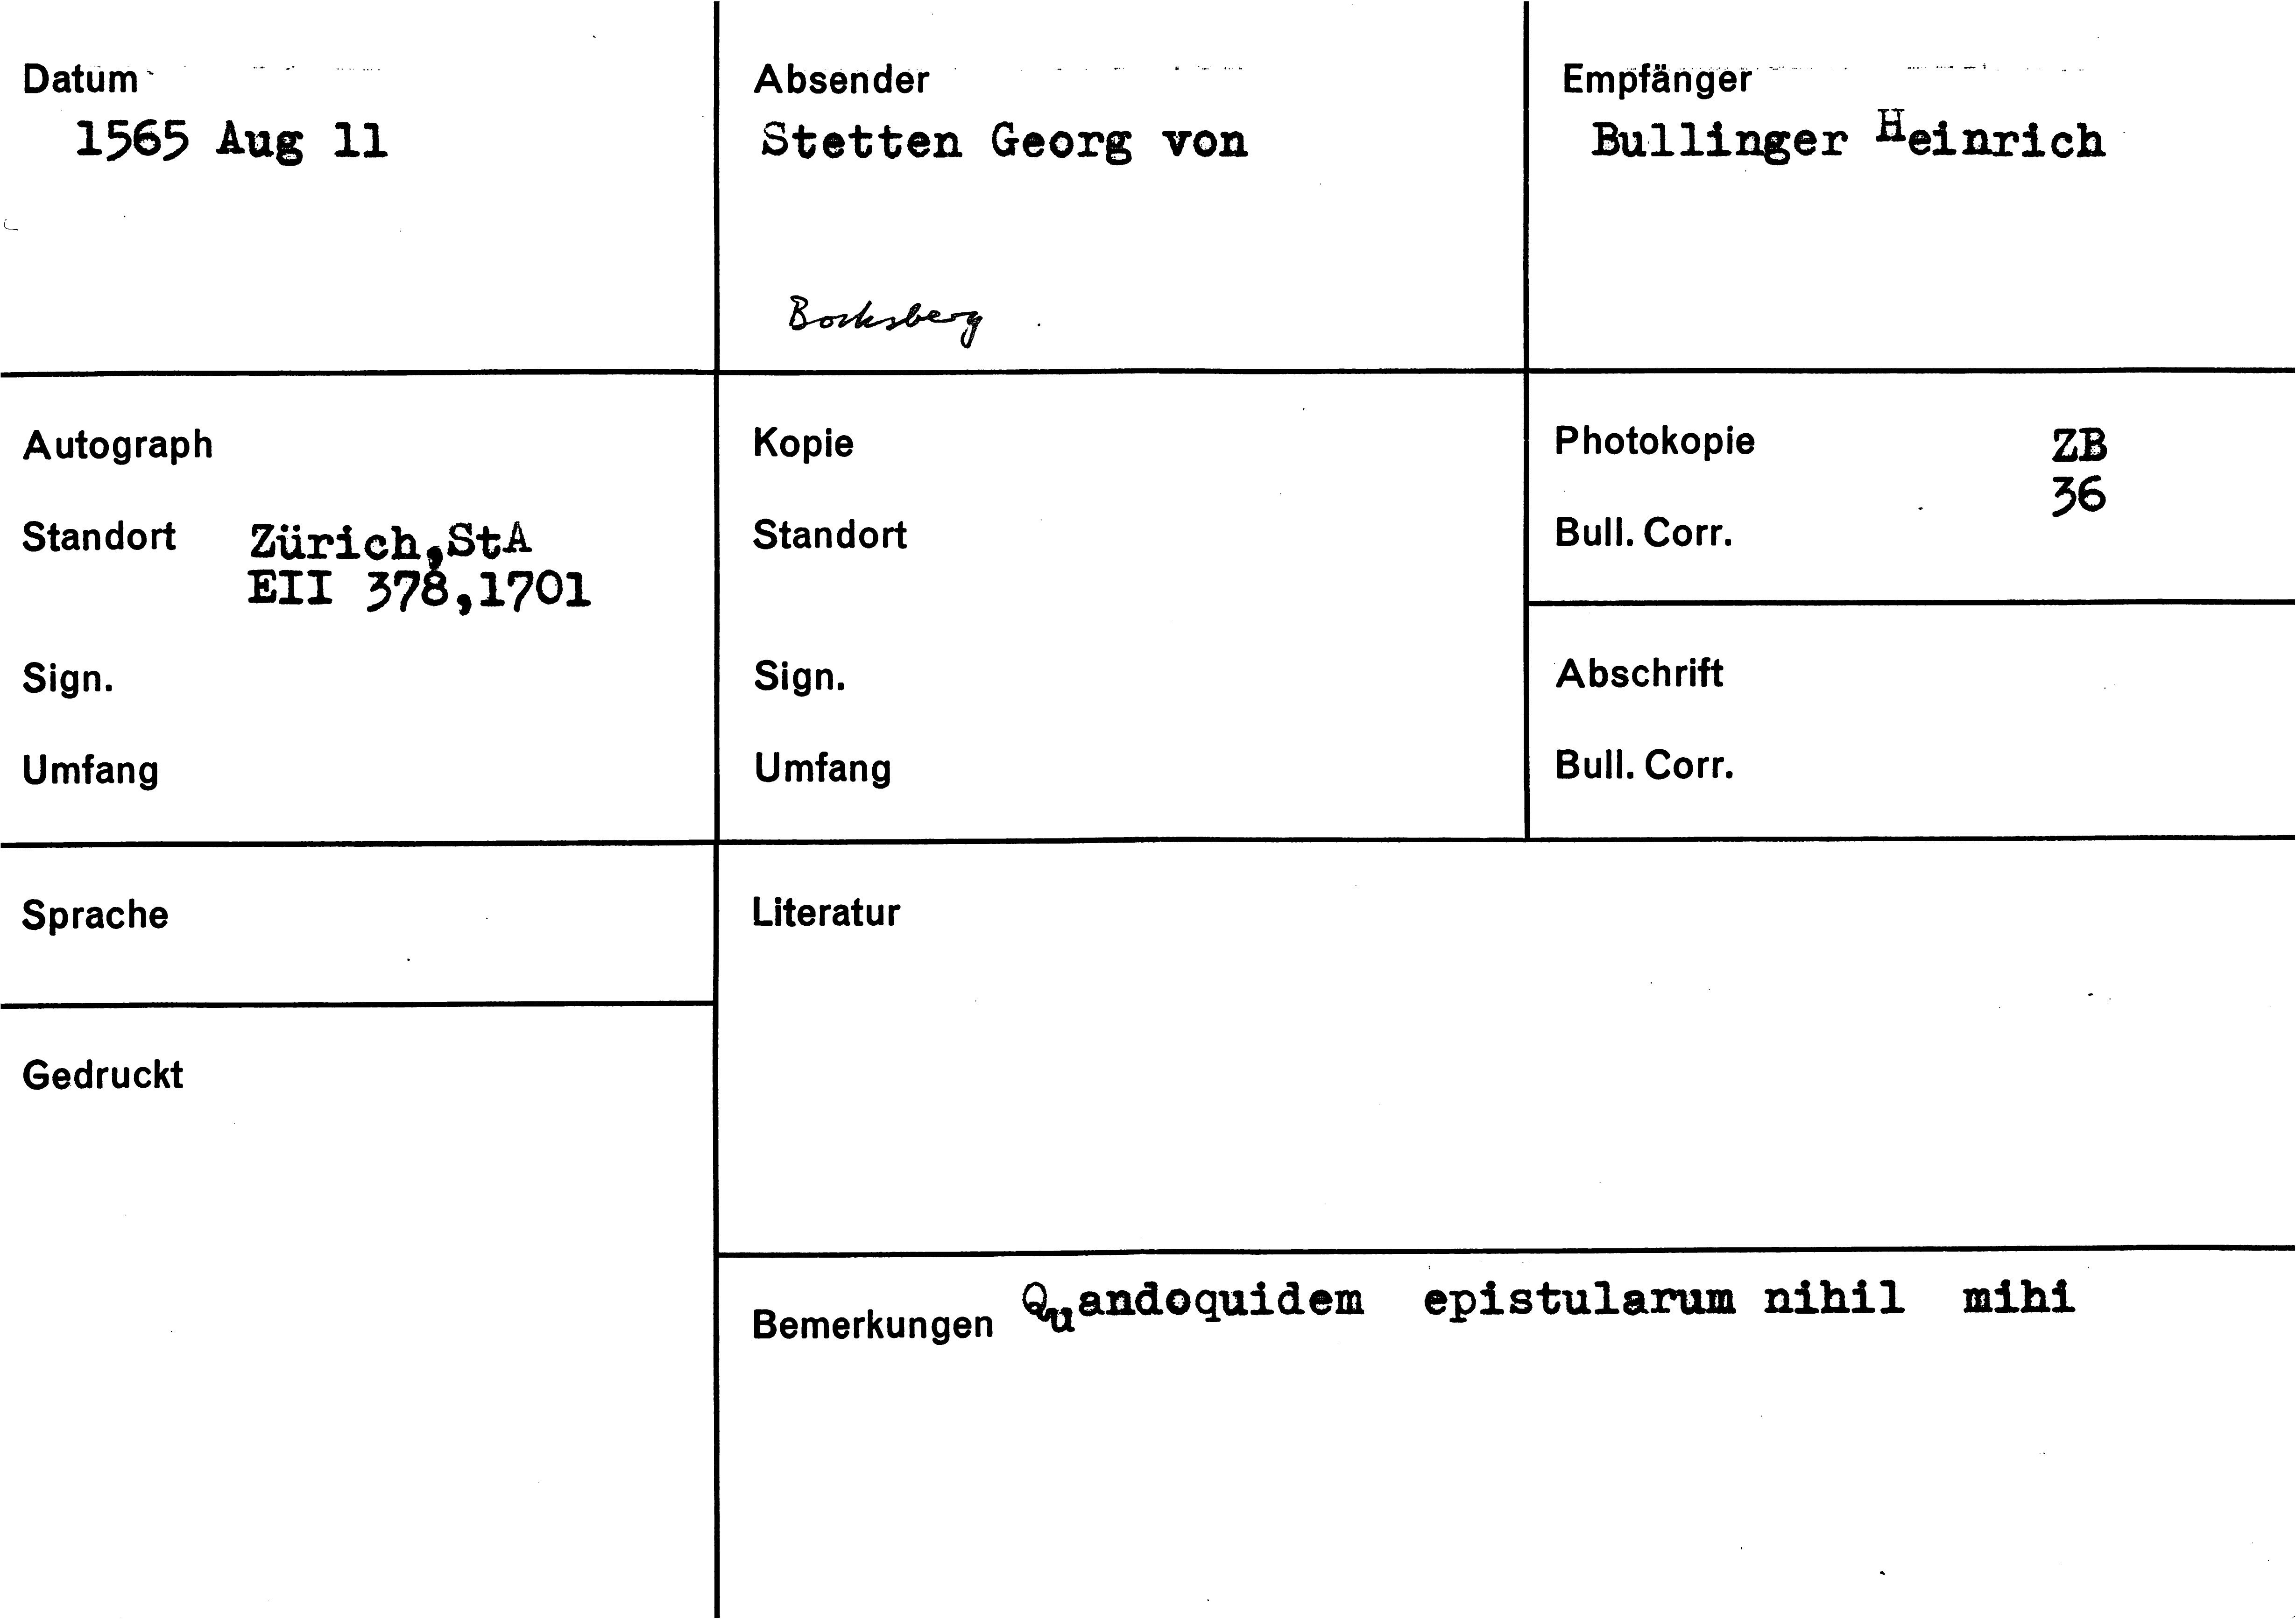 Datum
1565 Aug 11
Absender
Stetten Georg von
Bocksberg
Empfänger
Bullinger Heinrich
Autograph
Standort Zürich,StA
EII 378,1701
Sign.
Umfang
Kopie
Standort
Sign.
Umfang
Photokopie ZB
36
Bull. Corr.
Abschrift
Bull. Corr.
Sprache
Literatur
Gedruckt
Bemerkungen Quandoquidem epistularum nihil mihi